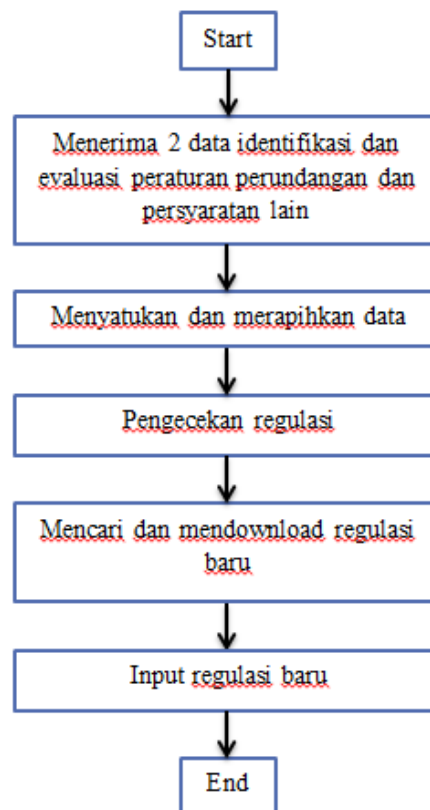 Start
Menerima 2 data identifikasi dan
evaluasi peraturan perundangan dan
persyaratan lain
Menyatukan dan merapihkan data
Pengecekan regulasi
Mencari dan mendownload regulasi
baru
Input regulasi baru
End